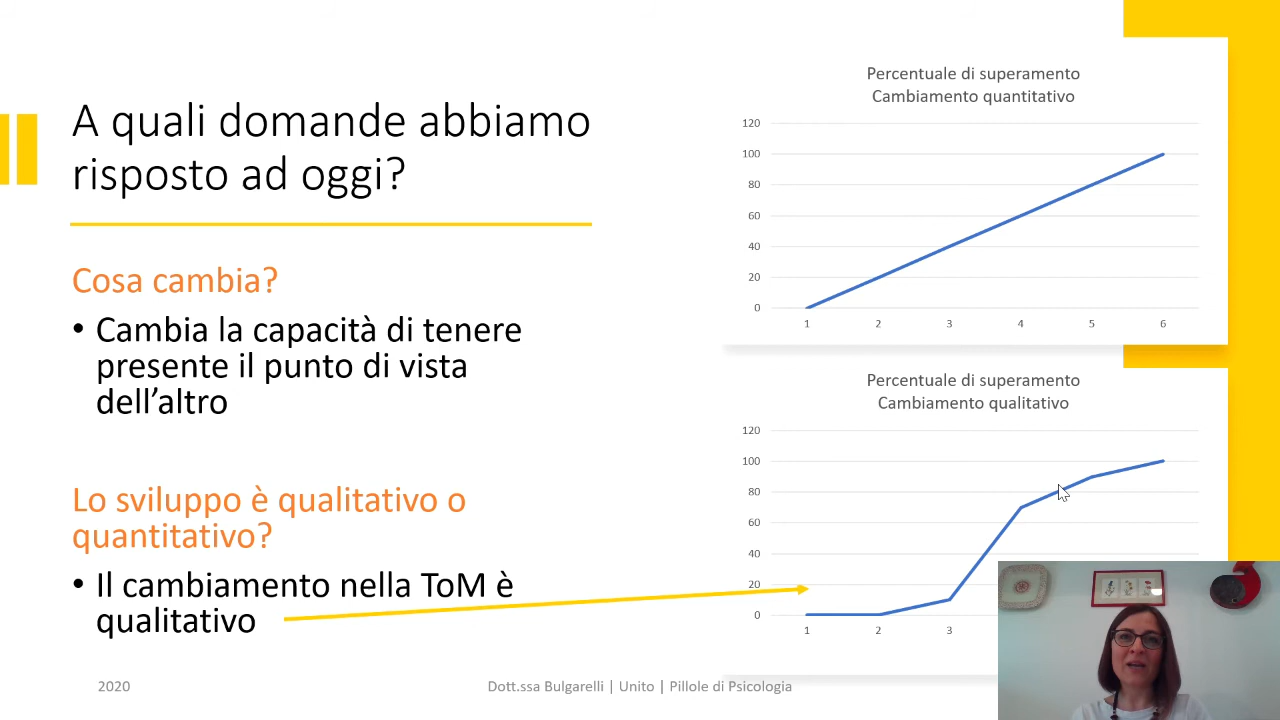 A quali domande abbiamo
risposto ad oggi?
Cosa cambia?
• Cambia la capacità di tenere
presente il punto di vista
dell’altro
Lo sviluppo è qualitativo o
quantitativo?
• Il cambiamento nella ToM è
qualitativo
Percentuale di superamento
Cambiamento quantitativo
120
100
80
60
40
20
0
1 2 3 4 5 6
Percentuale di superamento
Cambiamento qualitativo
120
100
80
60
40
20
0
1 2 3
2020
Dott.ssa Bulgarelli | Unito | Pillole di Psicologia